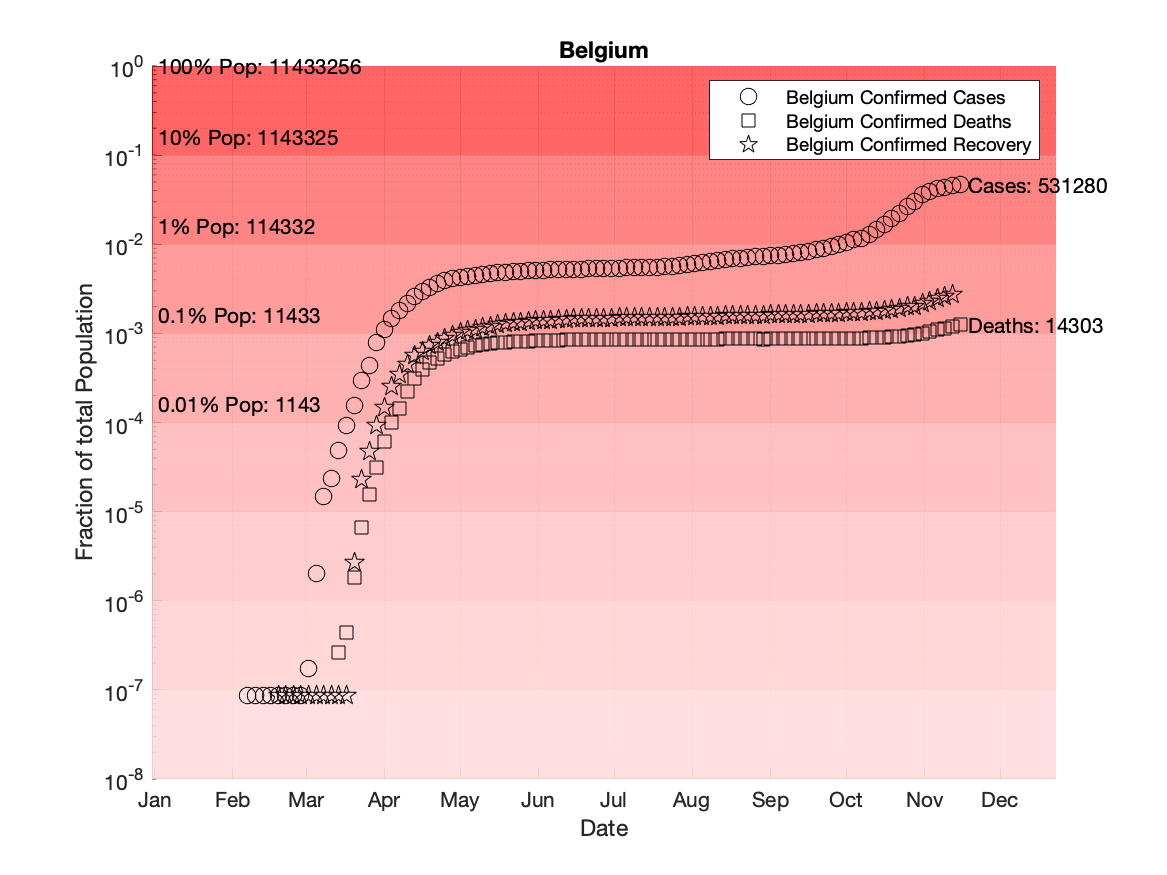 Belgium
10^0
100% Pop: 11433256
Belgium Confirmed Cases
Belgium Confirmed Deaths
Belgium Confirmed Recovery
10% Pop: 1143325
10^-1
Cases: 531280
1% Pop: 114332
10^-2
0.1% Pop: 11433
Deaths: 14303
10^-3
0.01% Pop: 1143
10^-4
10^-5
10^-6
10^-7
10^-8
Fraction of total Population
Jan Feb Mar Apr May Jun Jul Aug Sep Oct Nov Dec
Date